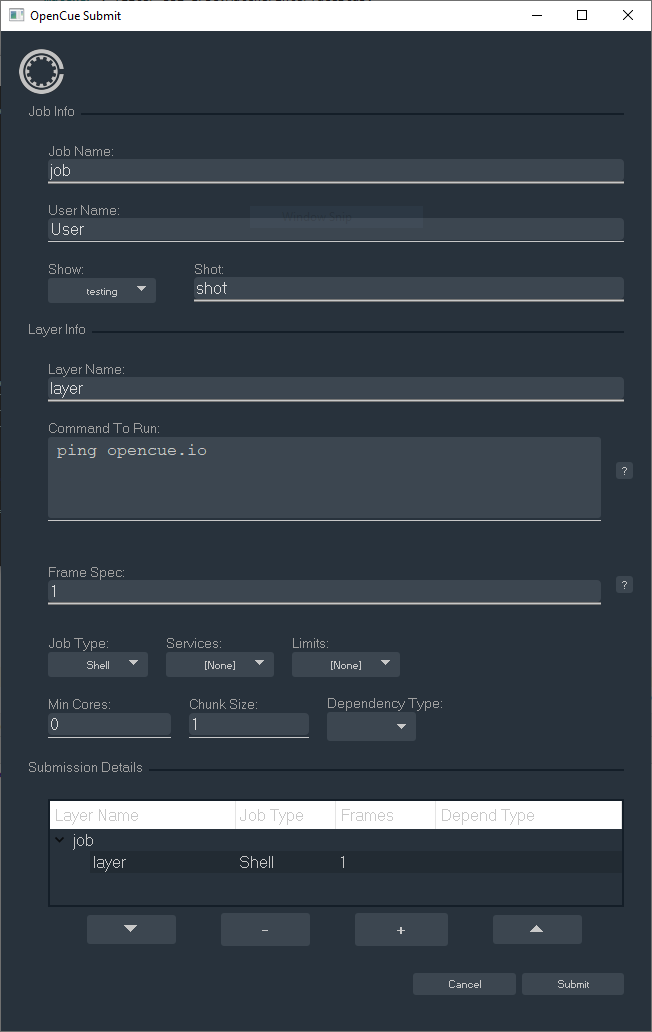 OpenCue Submit
Job Info
Job Name:
job
User Name:
Window Snip
User
Show: Shot:
testing shot
Layer Info
Layer Name:
layer
Command To Run:
ping opencue.io
?
Frame Spec:
1
?
Job Type: Services: Limits:
Shell [None] [None]
Min Cores: Chunk Size: Dependency Type:
0 1
Submission Details
Layer Name Job Type Frames Depend Type
job
layer Shell 1
- +
Cancel Submit